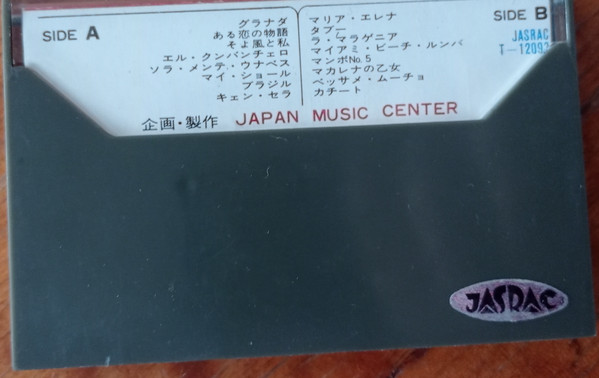 SIDE A
グラナダ
ある恋の物語
そよ風と私
エル・クンバンチェロ
ソラ・メンテ・ウナベス
マイ・ショール
ブラジル
キェン・セラ
SIDE B
JASRAC
T-12092
マリア・エレナ
タブー
ラ・マラゲニア
マイアミ・ビーチ・ルンバ
マンボNo.5
マカレナの乙女
ベッサメ・ムーチョ
カチート
企画・製作 JAPAN MUSIC CENTER
JASRAC